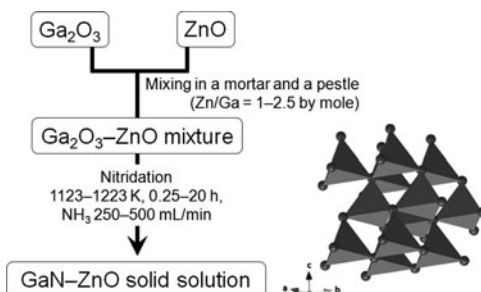 Ga₂O₃ ZnO
Mixing in a mortar and a pestle
(Zn/Ga = 1–2.5 by mole)
Ga₂O₃–ZnO mixture
Nitridation
1123–1223 K, 0.25–20 h,
NH₃ 250–500 mL/min
GaN–ZnO solid solution
c
a b